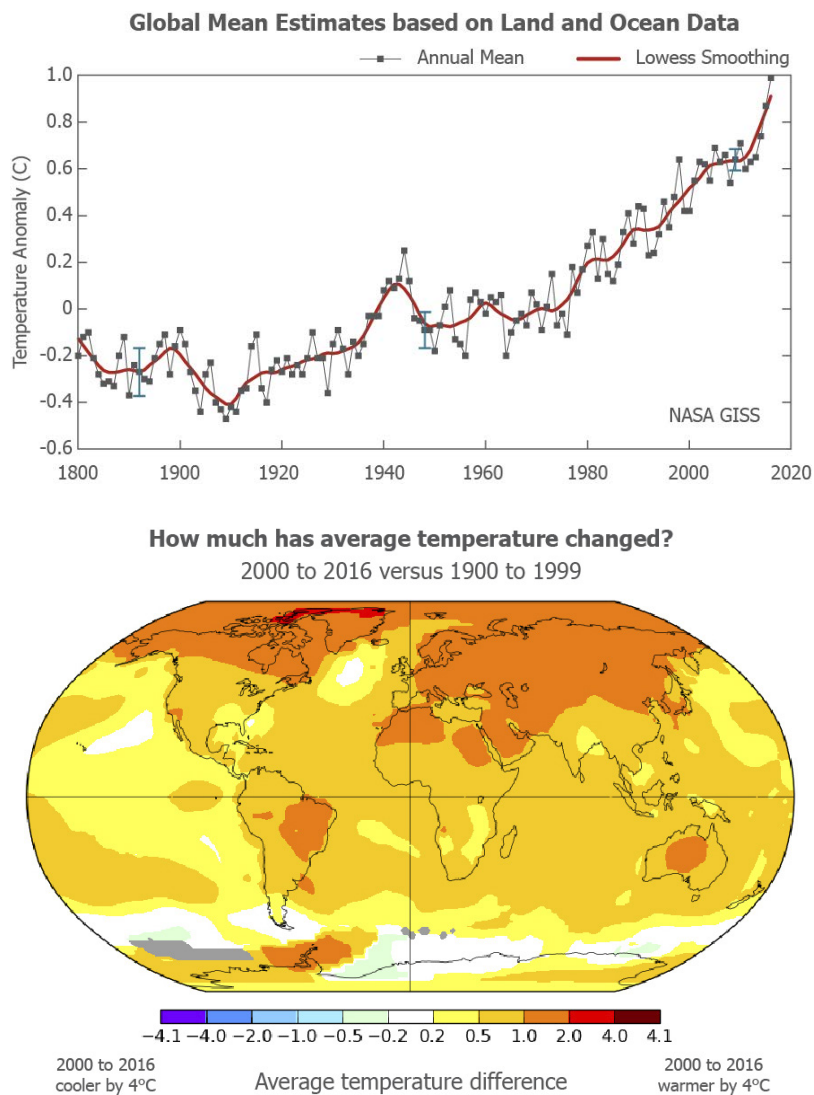 Global Mean Estimates based on Land and Ocean Data
Annual Mean
Lowess Smoothing
Temperature Anomaly (C)
1.0
0.8
0.6
0.4
0.2
0
-0.2
-0.4
-0.6
NASA GISS
1800
1900
1920
1940
1960
1980
2000
2020
How much has average temperature changed?
2000 to 2016 versus 1900 to 1999
−4.1 −4.0 −2.0 −1.0 −0.5 −0.2 0.2 0.5 1.0 2.0 4.0 4.1
2000 to 2016
cooler by 4°C
Average temperature difference
2000 to 2016
warmer by 4°C